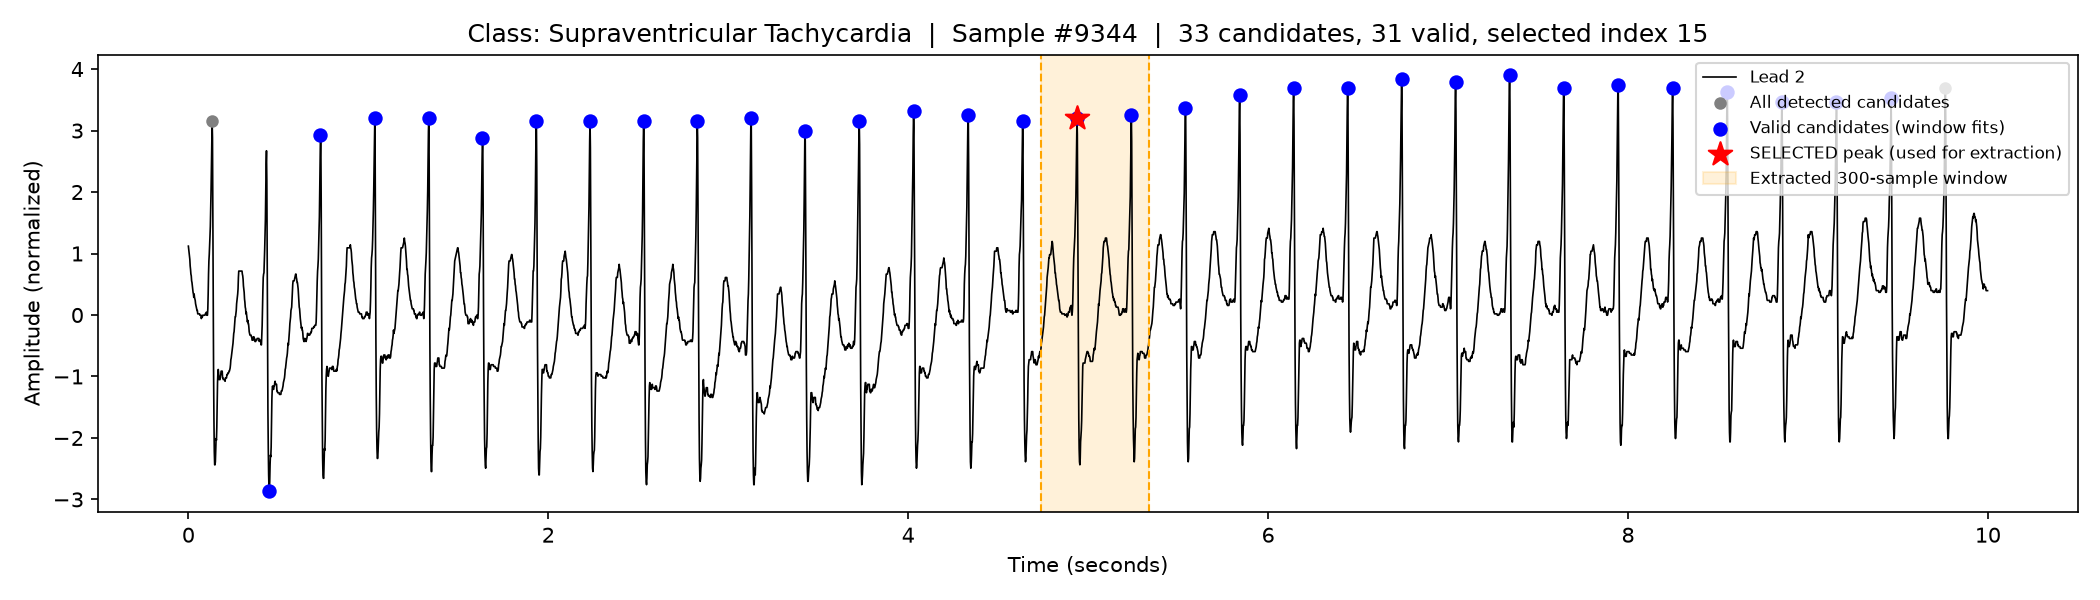 Class: Supraventricular Tachycardia | Sample #9344 | 33 candidates, 31 valid, selected index 15
Amplitude (normalized)
4
3
2
1
0
−1
−2
−3
Lead 2
All detected candidates
Valid candidates (window fits)
SELECTED peak (used for extraction)
Extracted 300-sample window
0
2
4
6
8
10
Time (seconds)